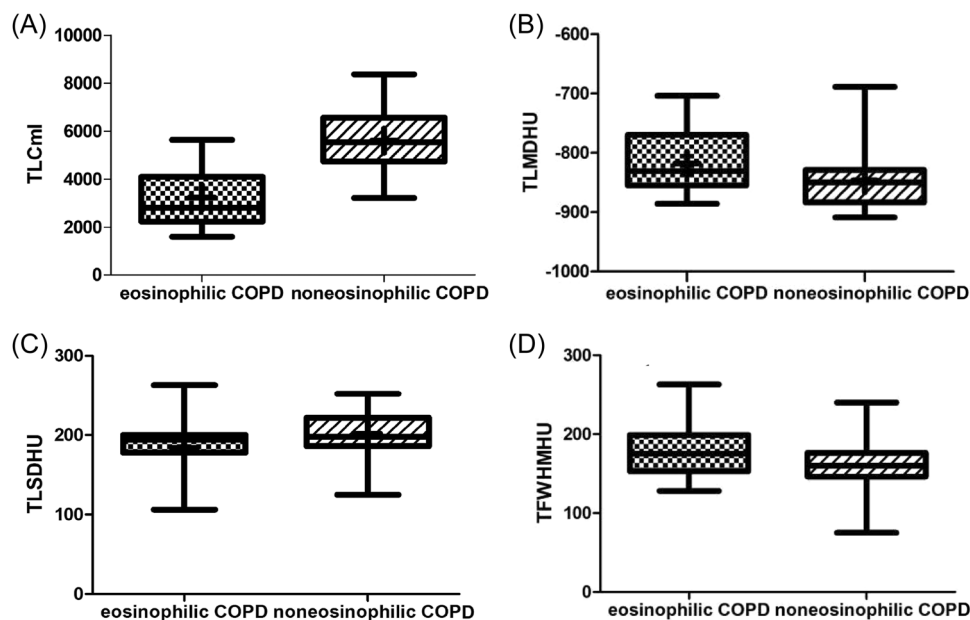 (A)
10000
8000
6000
4000
2000
0
TLCml
eosinophilic COPD noneosinophilic COPD
(B)
-600
-700
-800
-900
-1000
TLMDHU
eosinophilic COPD noneosinophilic COPD
(C)
300
200
100
0
TLSDHU
eosinophilic COPD noneosinophilic COPD
(D)
300
200
100
0
TFWHMHU
eosinophilic COPD noneosinophilic COPD